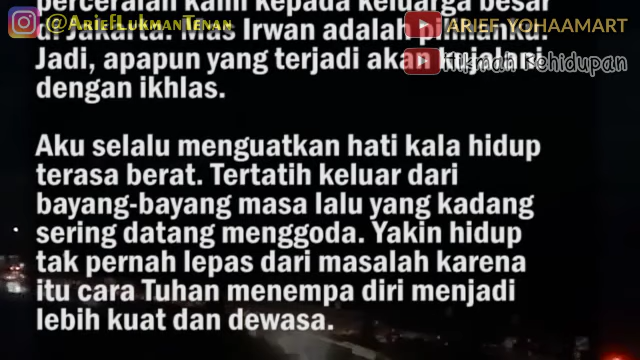 perceraian kami kepada keluarga besar
@ARIEFLUKMANTENAN
ARIEF YOHAAMART
di Jakarta. Mas Irwan adalah
Jadi, apapun yang terjadi akan kujalani
Hikmah Kehidupan
dengan ikhlas.
Aku selalu menguatkan hati kala hidup
terasa berat. Tertatih keluar dari
bayang-bayang masa lalu yang kadang
sering datang menggoda. Yakin hidup
tak pernah lepas dari masalah karena
itu cara Tuhan menempa diri menjadi
lebih kuat dan dewasa.